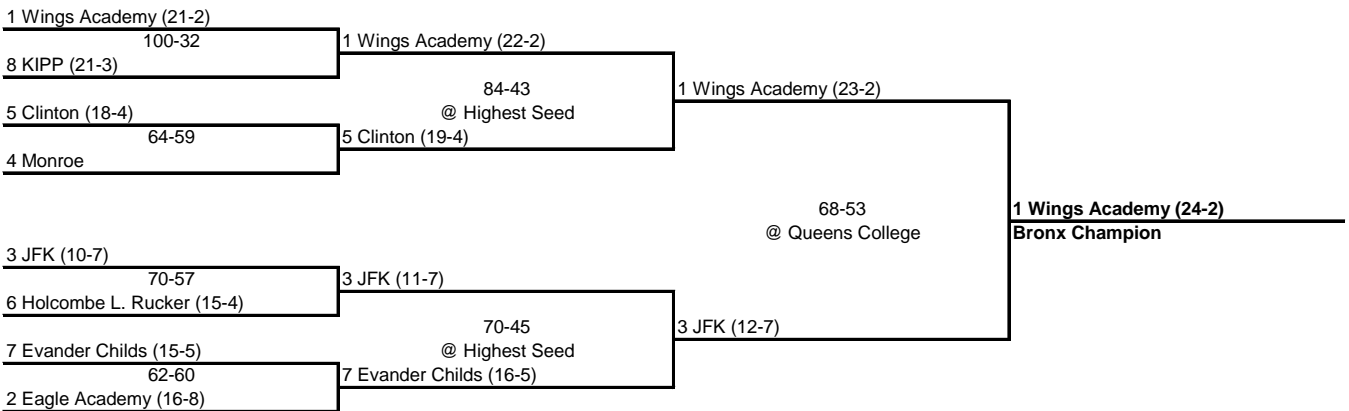 1 Wings Academy (21-2)
100-32
8 KIPP (21-3)
1 Wings Academy (22-2)
84-43
@ Highest Seed
5 Clinton (18-4)
64-59
4 Monroe
5 Clinton (19-4)
1 Wings Academy (23-2)
68-53
@ Queens College
1 Wings Academy (24-2)
Bronx Champion
3 JFK (10-7)
70-57
6 Holcombe L. Rucker (15-4)
3 JFK (11-7)
70-45
@ Highest Seed
3 JFK (12-7)
7 Evander Childs (15-5)
62-60
2 Eagle Academy (16-8)
7 Evander Childs (16-5)